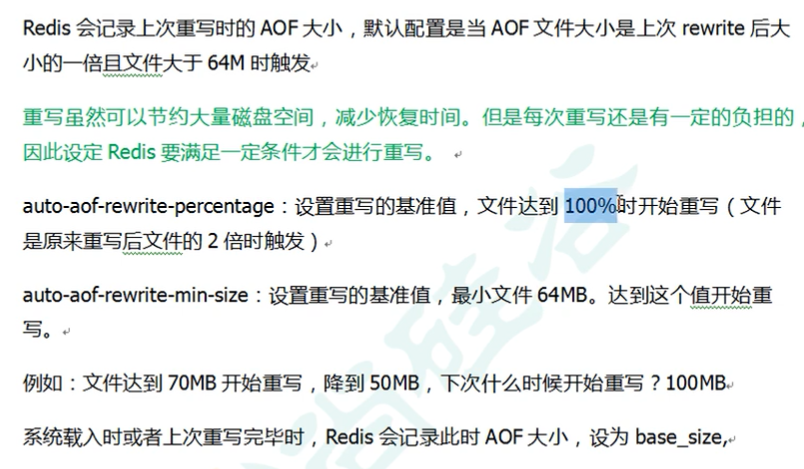 Redis 会记录上次重写时的 AOF 大小，默认配置是当 AOF 文件大小是上次 rewrite 后大
小的一倍且文件大于 64M 时触发
重写虽然可以节约大量磁盘空间，减少恢复时间。但是每次重写还是有一定的负担的，
因此设定 Redis 要满足一定条件才会进行重写。
auto-aof-rewrite-percentage：设置重写的基准值，文件达到 100%时开始重写（文件
是原来重写后文件的 2 倍时触发）
auto-aof-rewrite-min-size：设置重写的基准值，最小文件 64MB。达到这个值开始重
写。
例如：文件达到 70MB 开始重写，降到 50MB，下次什么时候开始重写？100MB
系统载入时或者上次重写完毕时，Redis 会记录此时 AOF 大小，设为 base_size,
尚硅谷